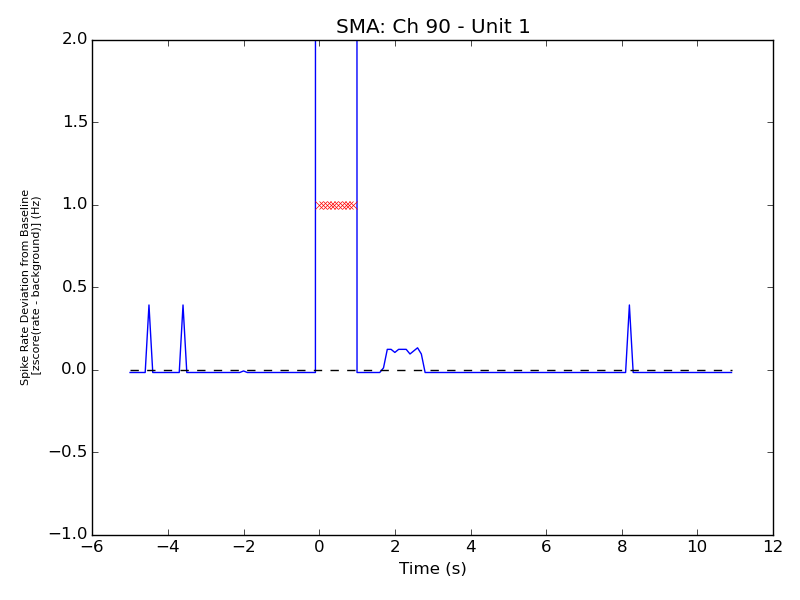 SMA: Ch 90 - Unit 1
2.0
1.5
1.0
0.5
0.0
−0.5
−1.0
Spike Rate Deviation from Baseline
[zscore(rate - background)] (Hz)
−6 −4 −2 0 2 4 6 8 10 12
Time (s)